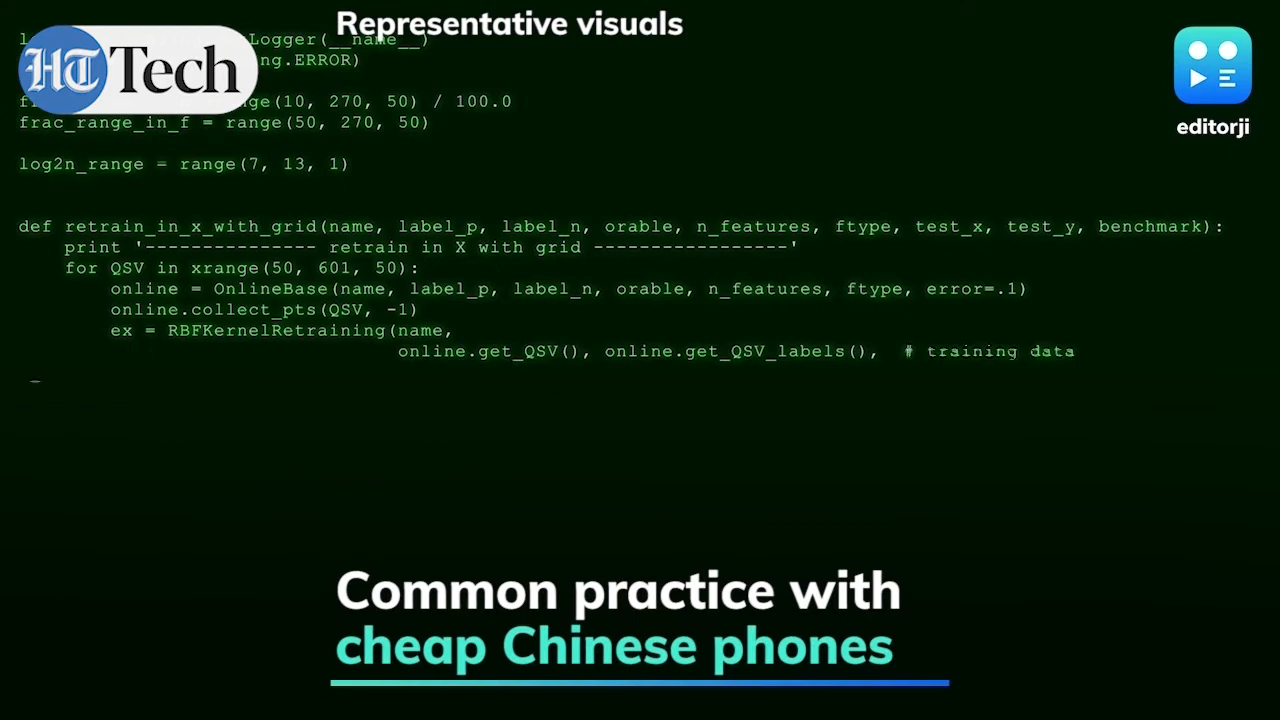 Representative visuals
HT Tech
editorji
Logger(__name__)
ng.ERROR)
range(10, 270, 50) / 100.0
frac_range_in_f = range(50, 270, 50)
log2n_range = range(7, 13, 1)
def retrain_in_x_with_grid(name, label_p, label_n, orable, n_features, ftype, test_x, test_y, benchmark):
print '--------------- retrain in X with grid -----------------'
for QSV in xrange(50, 601, 50):
online = OnlineBase(name, label_p, label_n, orable, n_features, ftype, error=.1)
online.collect_pts(QSV, -1)
ex = RBFKernelRetraining(name,
online.get_QSV(), online.get_QSV_labels(), # training data
Common practice with
cheap Chinese phones